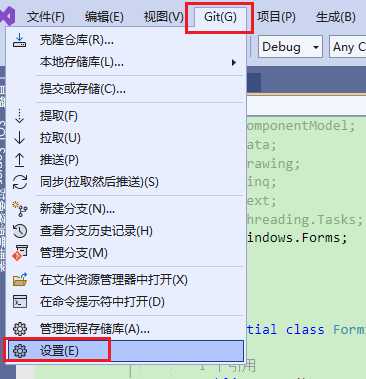 文件(F) 编辑(E) 视图(V) Git(G) 项目(P) 生成(B)
Debug Any C
克隆仓库(R)...
本地存储库(L)...
提交或存储(C)...
提取(F)
拉取(U)
推送(P)
同步(拉取然后推送)(S)
新建分支(N)...
查看分支历史记录(H)
管理分支(M)
在文件资源管理器中打开(X)
在命令提示符中打开(D)
管理远程存储库(A)...
设置(E)
omponentModel;
ata;
rawing;
inq;
ext;
hreading.Tasks;
indows.Forms;
tial class Form
1 个引用